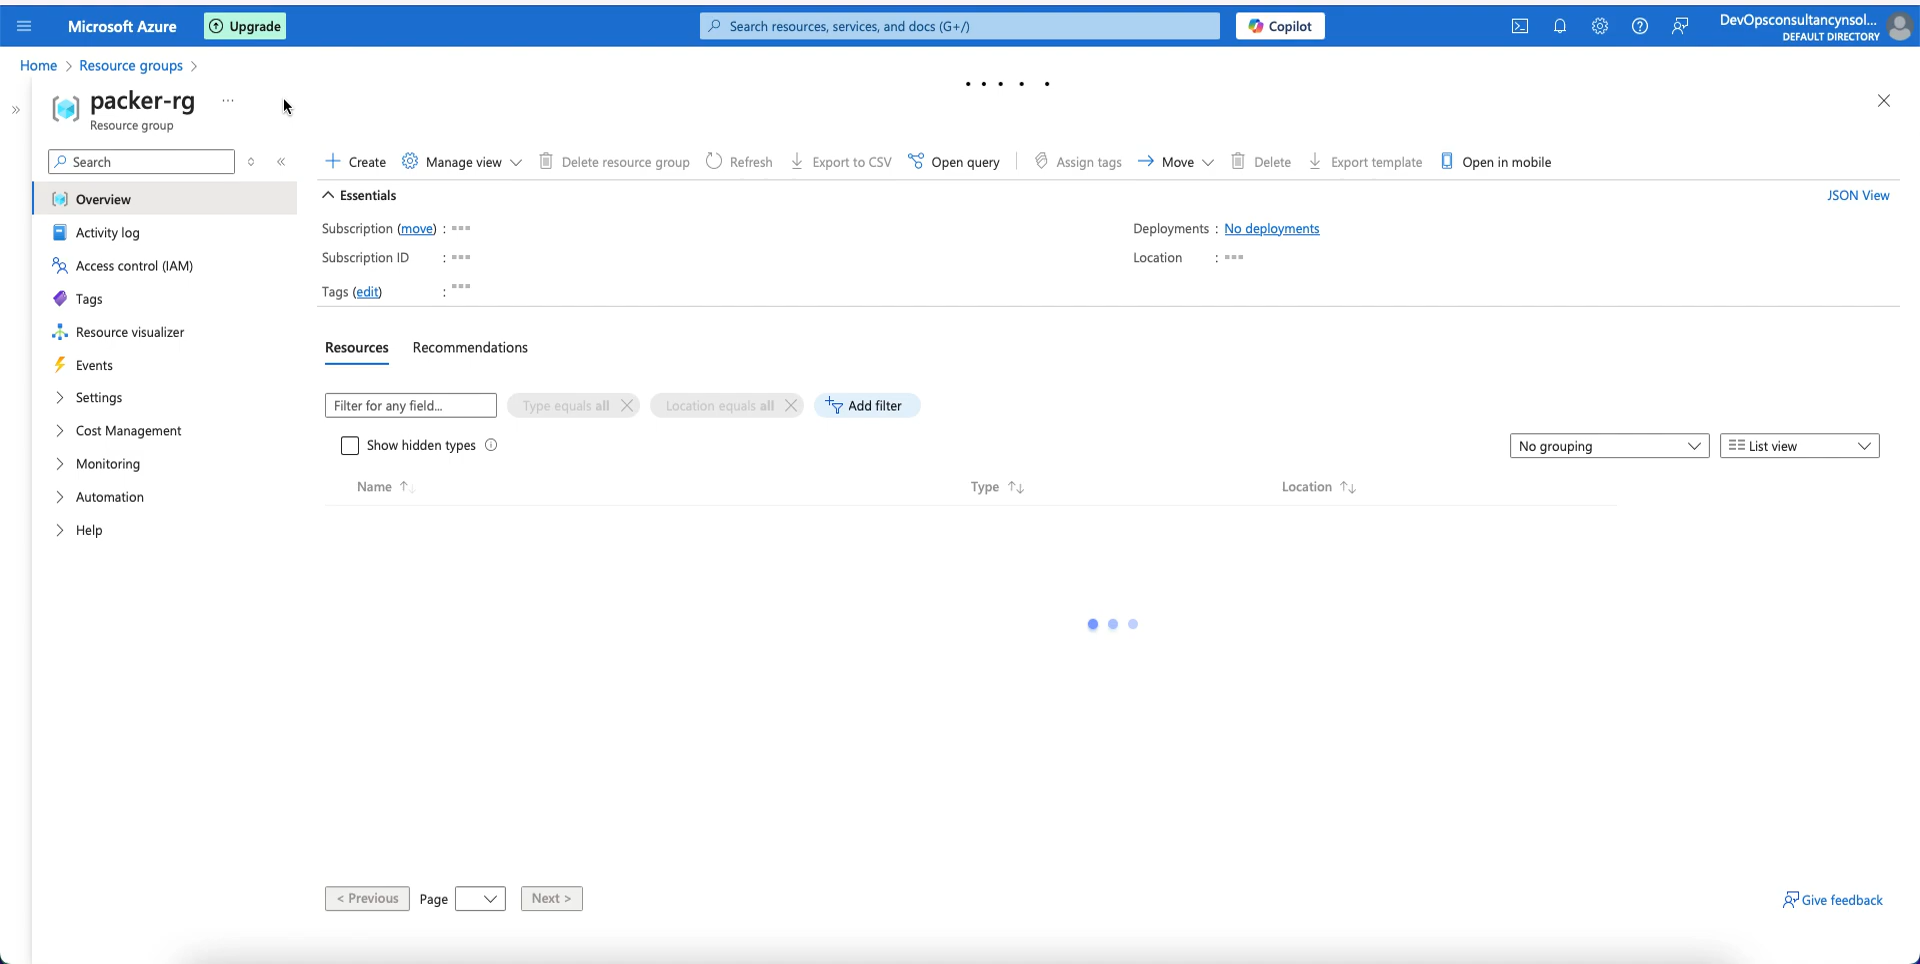 Microsoft Azure
Upgrade
Search resources, services, and docs (G+/)
Copilot
DevOpsconsultancynsol...
DEFAULT DIRECTORY
Home > Resource groups >
packer-rg ...
Resource group
Search
Create
Manage view
Delete resource group
Refresh
Export to CSV
Open query
Assign tags
Move
Delete
Export template
Open in mobile
Overview
Activity log
Access control (IAM)
Tags
Resource visualizer
Events
Settings
Cost Management
Monitoring
Automation
Help
Essentials
JSON View
Subscription (move) :
Deployments : No deployments
Subscription ID :
Location :
Tags (edit) :
Resources
Recommendations
Filter for any field...
Type equals all
Location equals all
Add filter
Show hidden types
No grouping
List view
Name
Type
Location
< Previous
Page
Next >
Give feedback